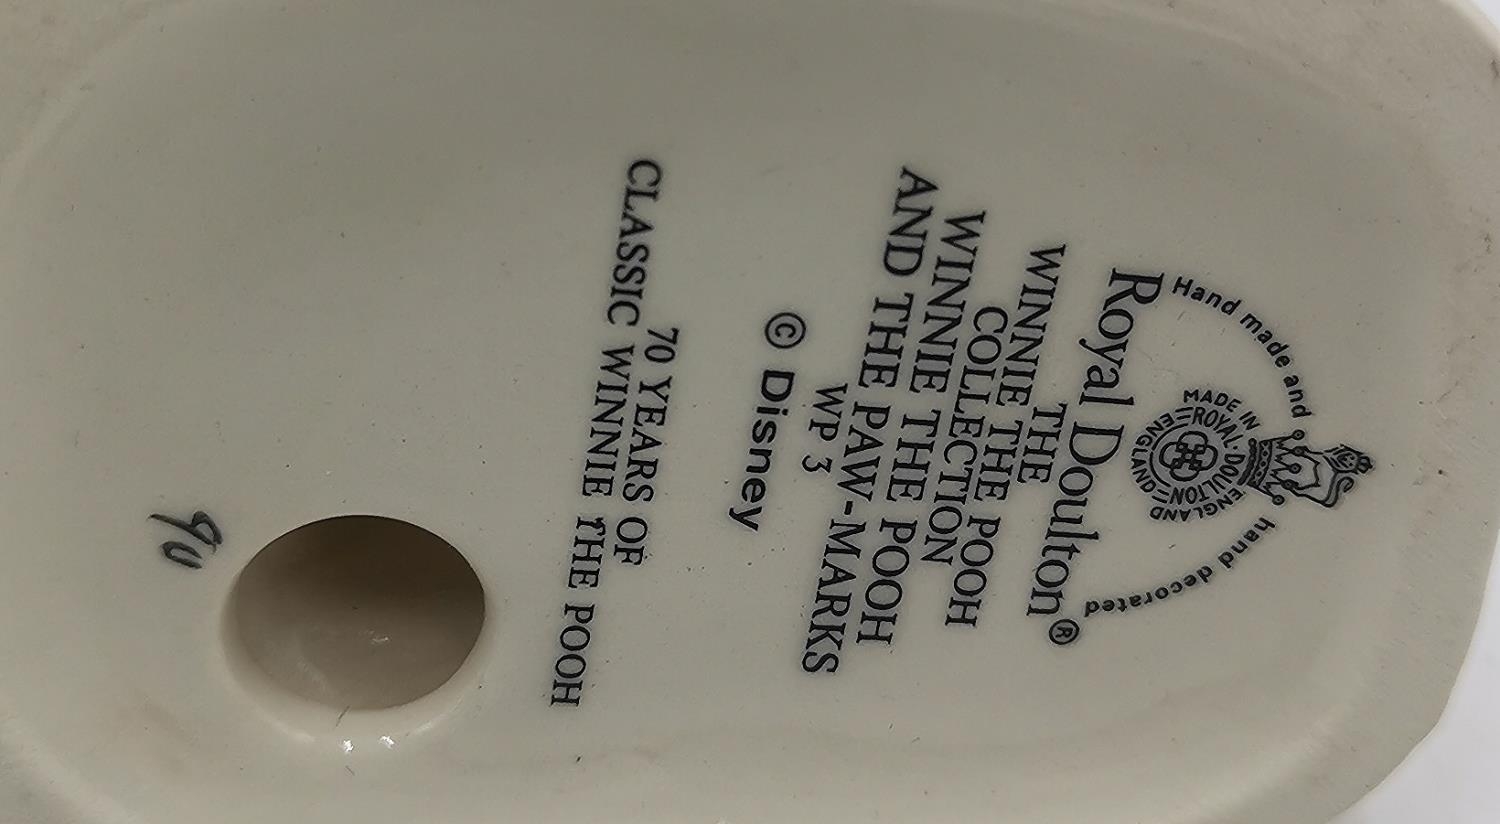 Hand made and hand decorated
MADE IN ENGLAND
ROYAL·DOULTON
ENGLAND
Royal Doulton®
THE
WINNIE THE POOH
COLLECTION
WINNIE THE POOH
AND THE PAW-MARKS
WP 3
© Disney
70 YEARS OF
CLASSIC WINNIE THE POOH